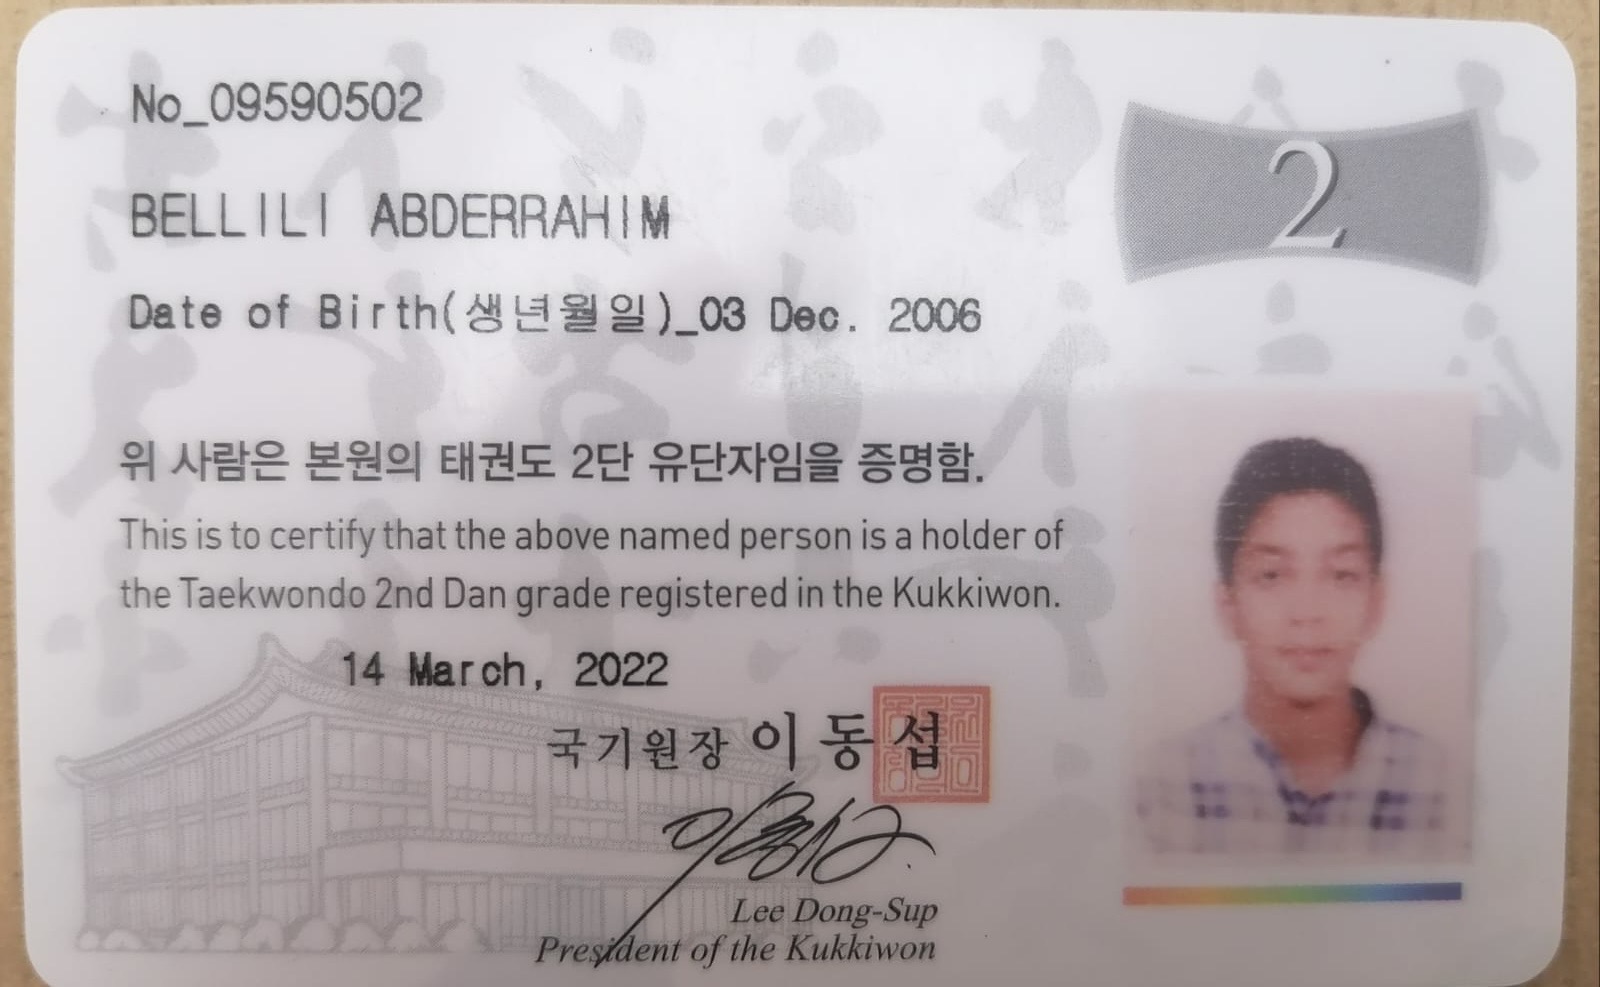 No_09590502
2
BELLILI ABDERRAHIM
Date of Birth(생년월일)_03 Dec. 2006
위 사람은 본원의 태권도 2단 유단자임을 증명함.
This is to certify that the above named person is a holder of
the Taekwondo 2nd Dan grade registered in the Kukkiwon.
14 March, 2022
국기원장 이동섭
Lee Dong-Sup
President of the Kukkiwon